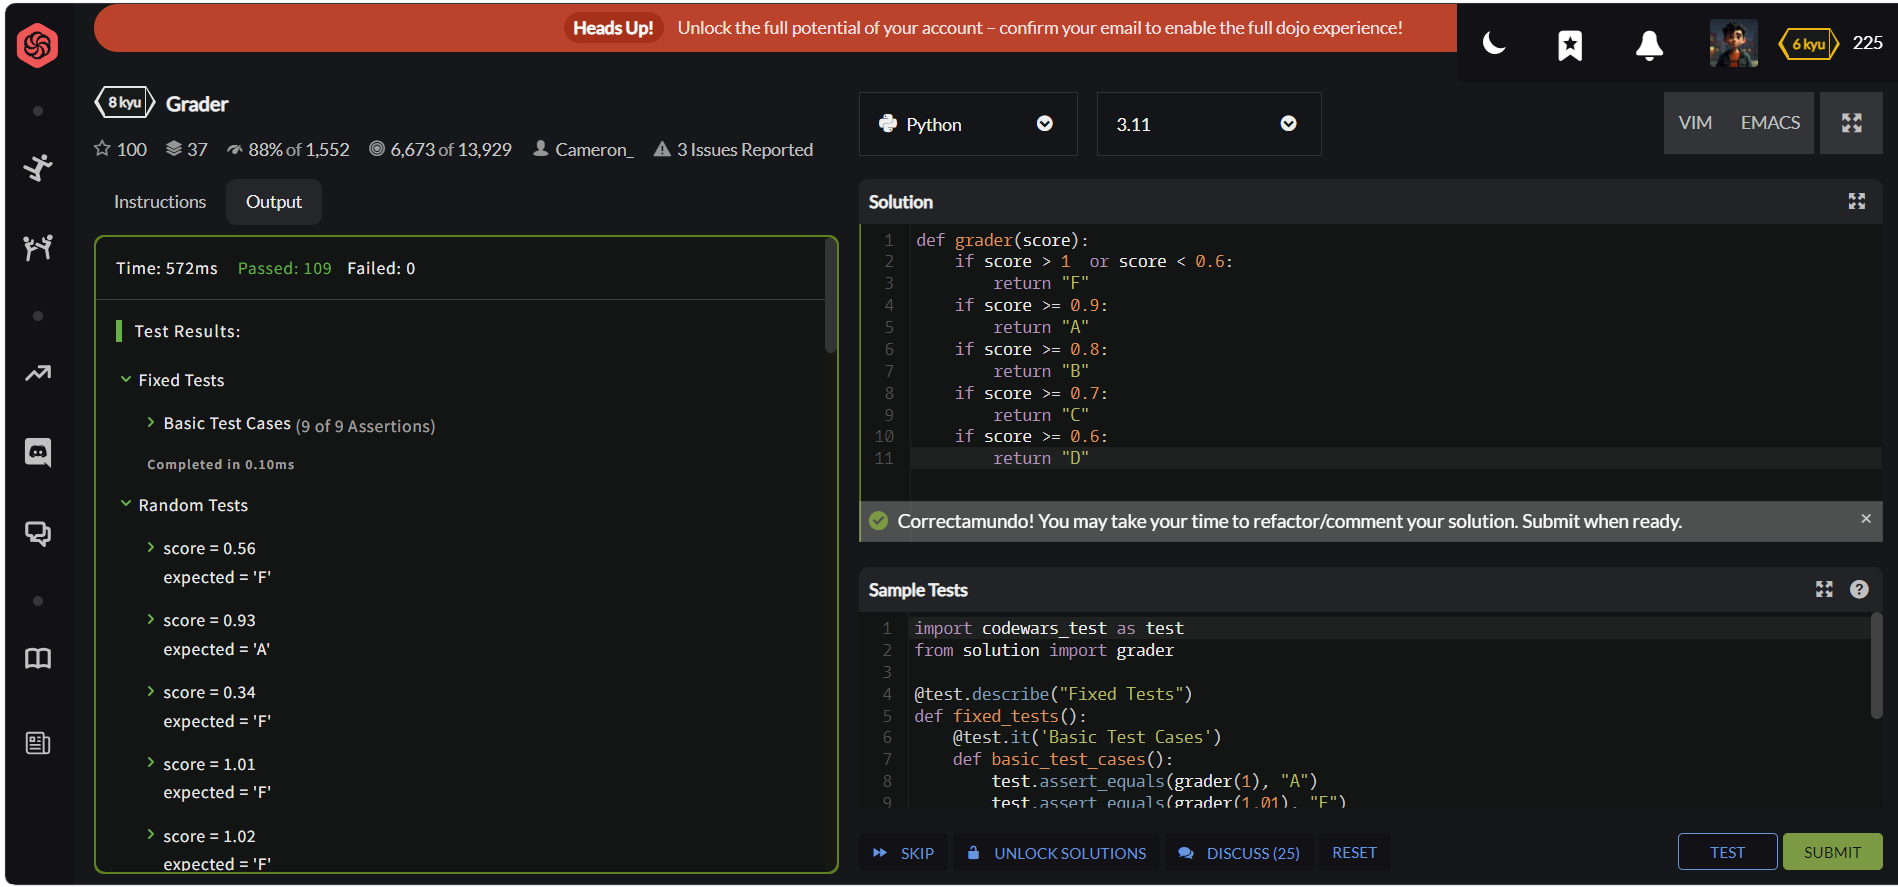 Heads Up! Unlock the full potential of your account – confirm your email to enable the full dojo experience!
6 kyu 225
8 kyu Grader
100 37 88% of 1,552 6,673 of 13,929 Cameron_ 3 Issues Reported
Python
3.11
VIM EMACS
Instructions Output
Time: 572ms Passed: 109 Failed: 0
Test Results:
Fixed Tests
Basic Test Cases (9 of 9 Assertions)
Completed in 0.10ms
Random Tests
score = 0.56
expected = 'F'
score = 0.93
expected = 'A'
score = 0.34
expected = 'F'
score = 1.01
expected = 'F'
score = 1.02
expected = 'F'
Solution
1 def grader(score):
2     if score > 1  or score < 0.6:
3         return "F"
4     if score >= 0.9:
5         return "A"
6     if score >= 0.8:
7         return "B"
8     if score >= 0.7:
9         return "C"
10     if score >= 0.6:
11         return "D"
Correctamundo! You may take your time to refactor/comment your solution. Submit when ready.
Sample Tests
1 import codewars_test as test
2 from solution import grader
3
4 @test.describe("Fixed Tests")
5 def fixed_tests():
6     @test.it('Basic Test Cases')
7     def basic_test_cases():
8         test.assert_equals(grader(1), "A")
9         test.assert_equals(grader(1.01), "F")
SKIP UNLOCK SOLUTIONS DISCUSS (25) RESET
TEST SUBMIT